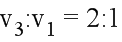 v₃:v₁ = 2:1